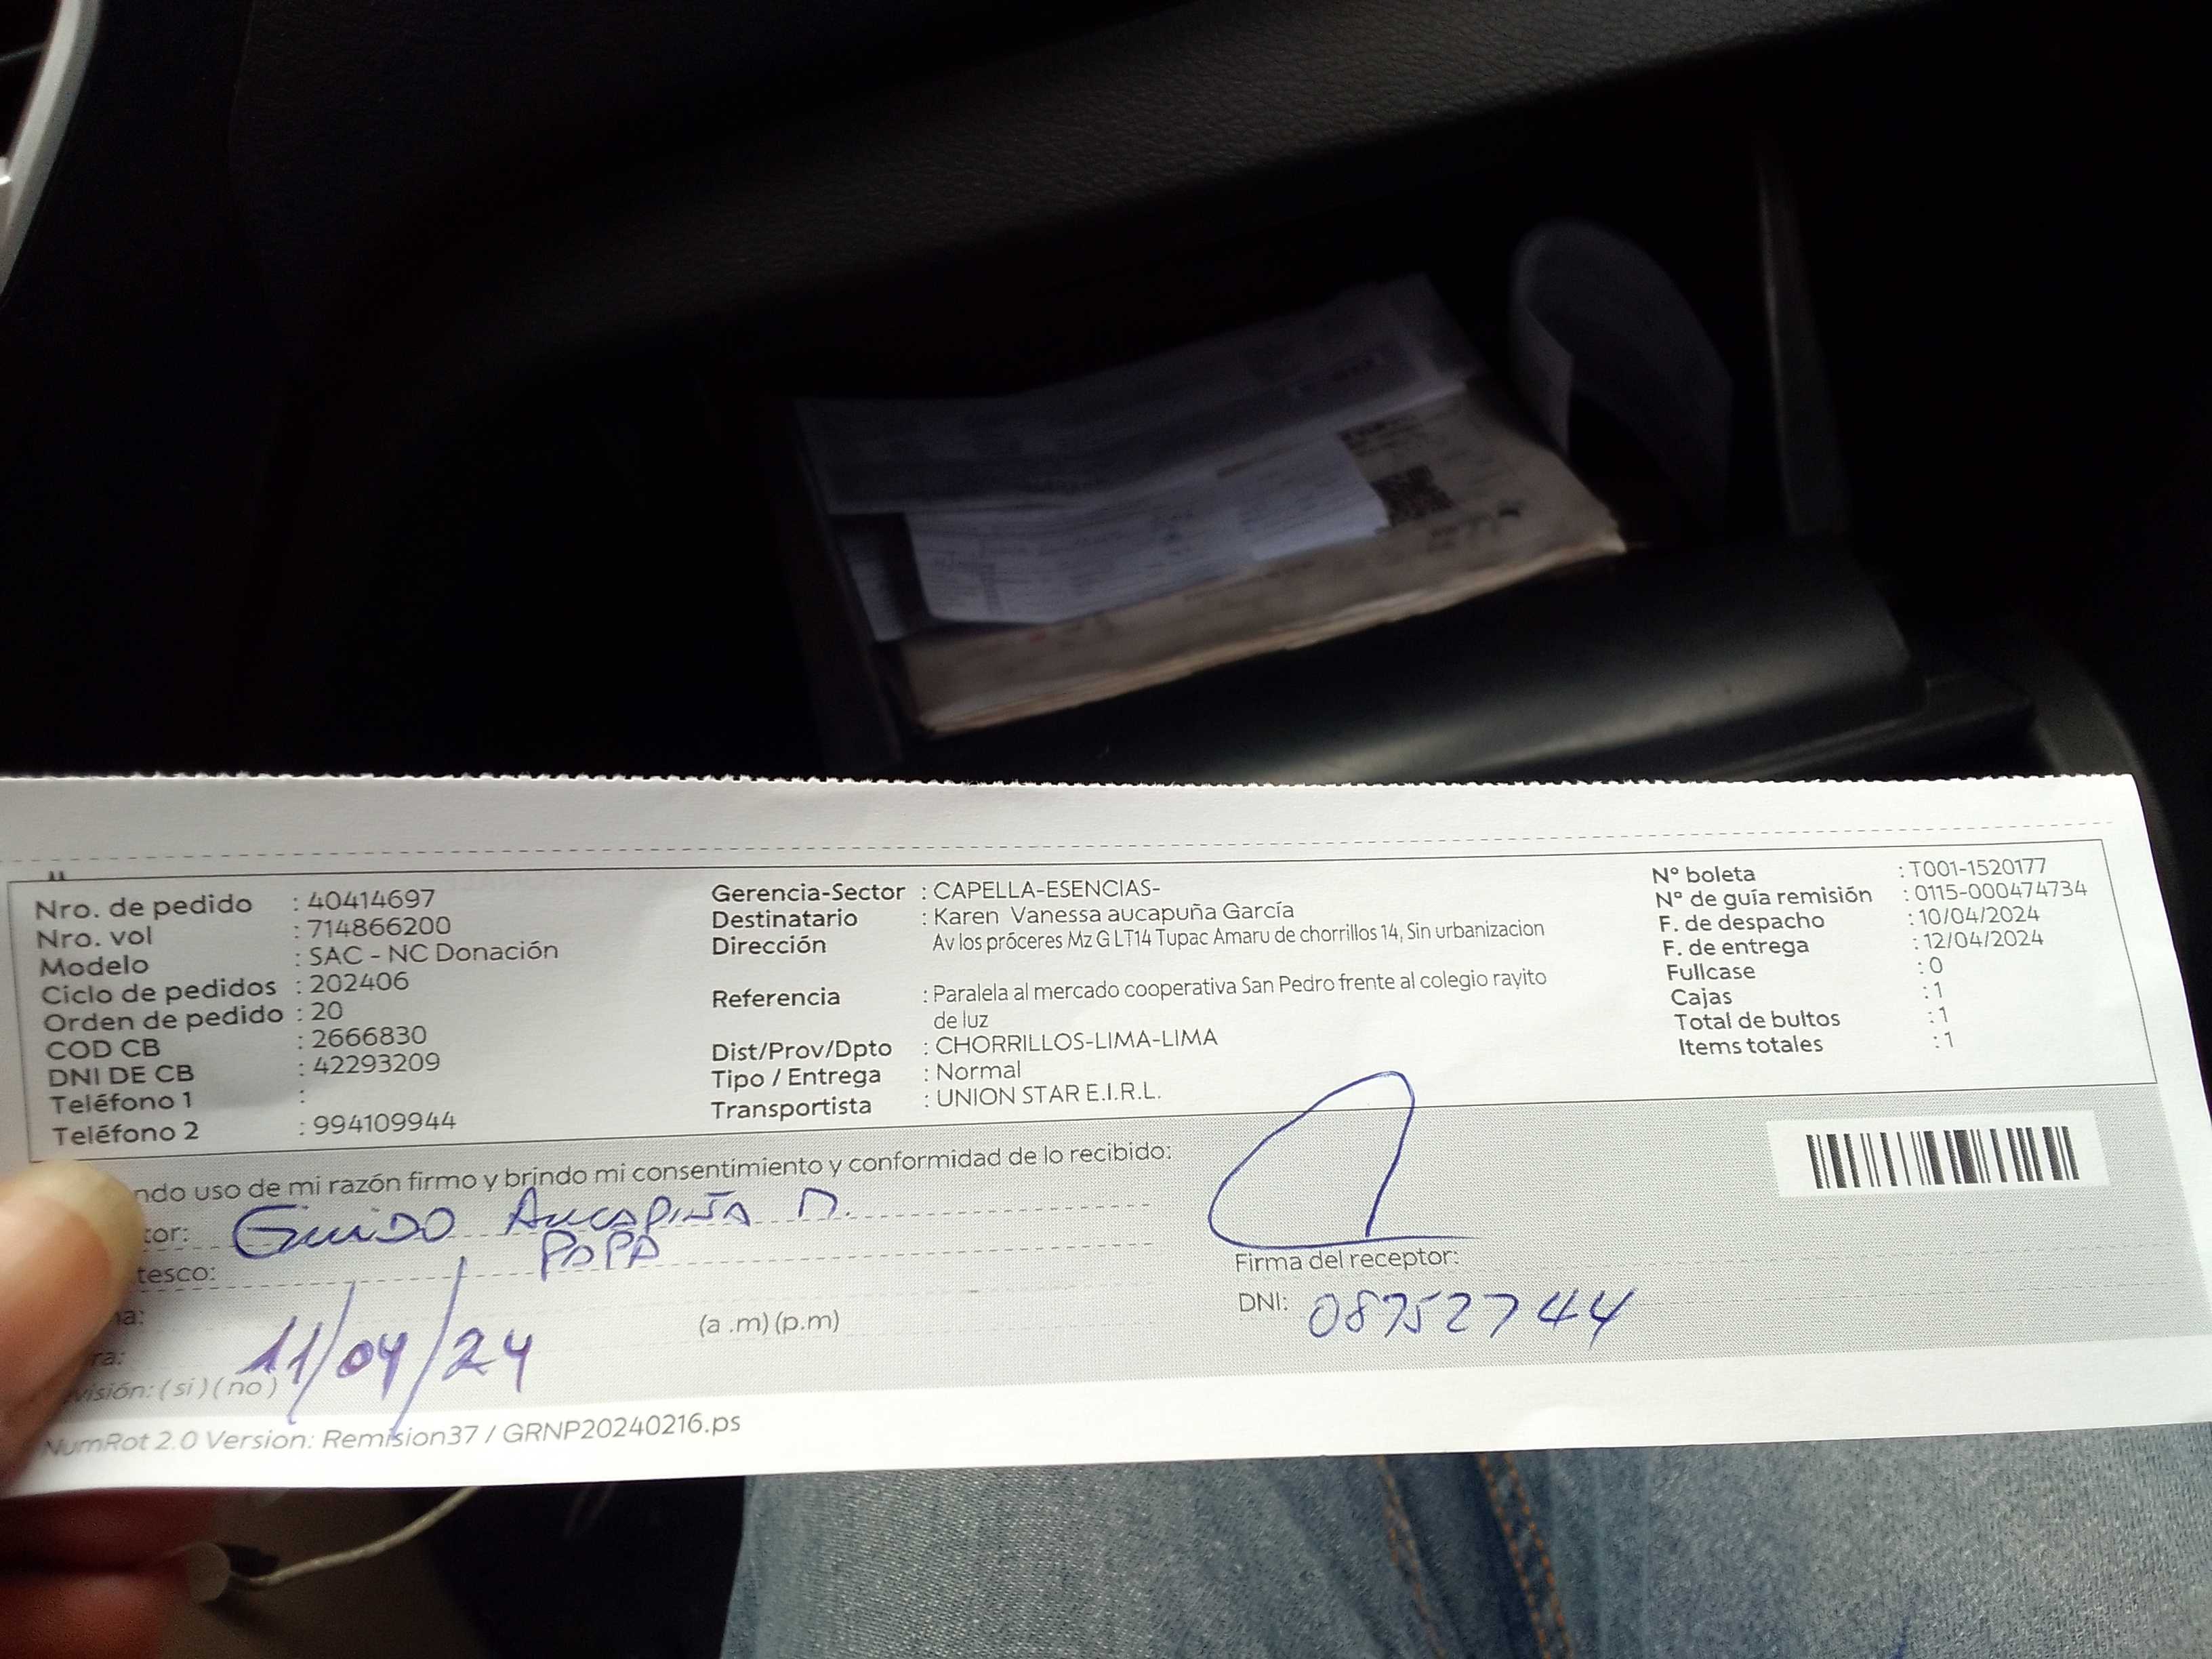 Nro. de pedido : 40414697
Nro. vol : 714866200
Modelo : SAC - NC Donación
Ciclo de pedidos : 202406
Orden de pedido : 20
COD CB : 2666830
DNI DE CB : 42293209
Teléfono 1 :
Teléfono 2 : 994109944
Gerencia-Sector : CAPELLA-ESENCIAS-
Destinatario : Karen Vanessa aucapuña García
Dirección Av los próceres Mz G LT14 Tupac Amaru de chorrillos 14, Sin urbanizacion
Referencia : Paralela al mercado cooperativa San Pedro frente al colegio rayito
de luz
Dist/Prov/Dpto : CHORRILLOS-LIMA-LIMA
Tipo / Entrega : Normal
Transportista : UNION STAR E.I.R.L.
N° boleta : T001-1520177
N° de guía remisión : 0115-000474734
F. de despacho : 10/04/2024
F. de entrega : 12/04/2024
Fullcase : 0
Cajas : 1
Total de bultos : 1
Items totales : 1
ndo uso de mi razón firmo y brindo mi consentimiento y conformidad de lo recibido:
tor: GUIDO AUCAPIÑA
tesco: PAPA
11/04/24 (a .m) (p.m)
ra:
visión: (si) (no)
Firma del receptor:
DNI: 08752744
NumRot 2.0 Version: Remision37 / GRNP20240216.ps